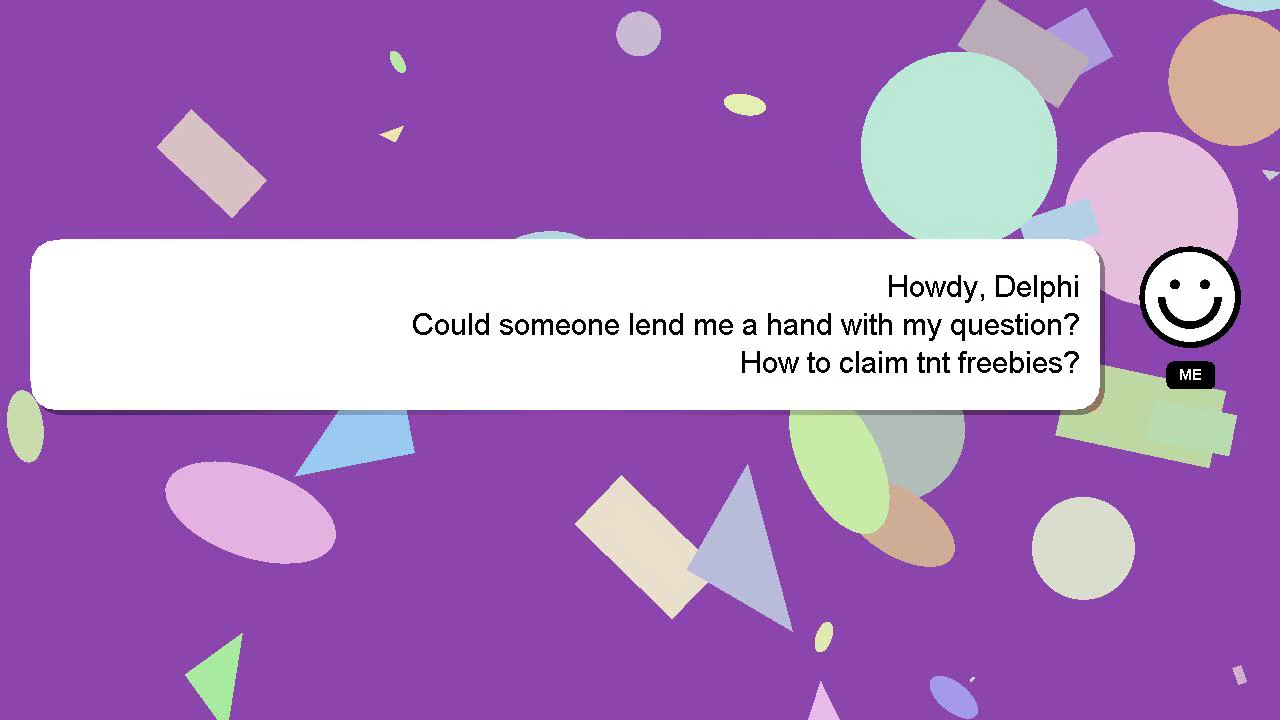 Howdy, Delphi
Could someone lend me a hand with my question?
How to claim tnt freebies?
ME